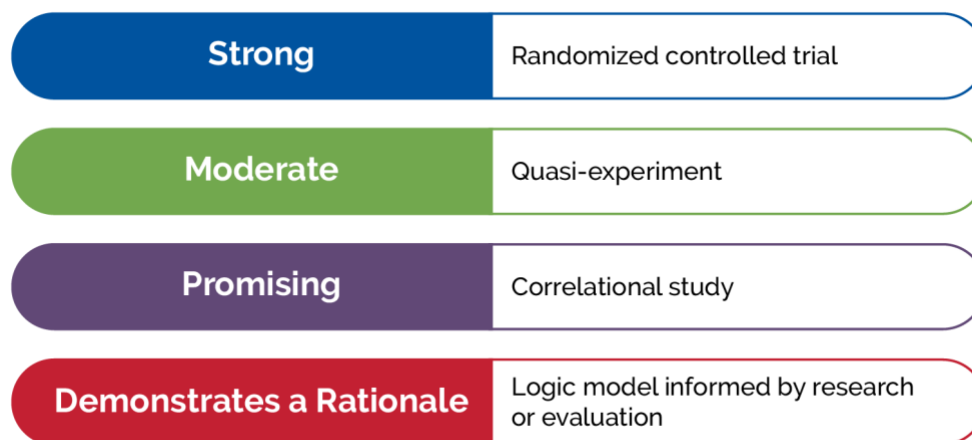 Strong
Randomized controlled trial
Moderate
Quasi-experiment
Promising
Correlational study
Demonstrates a Rationale
Logic model informed by research
or evaluation